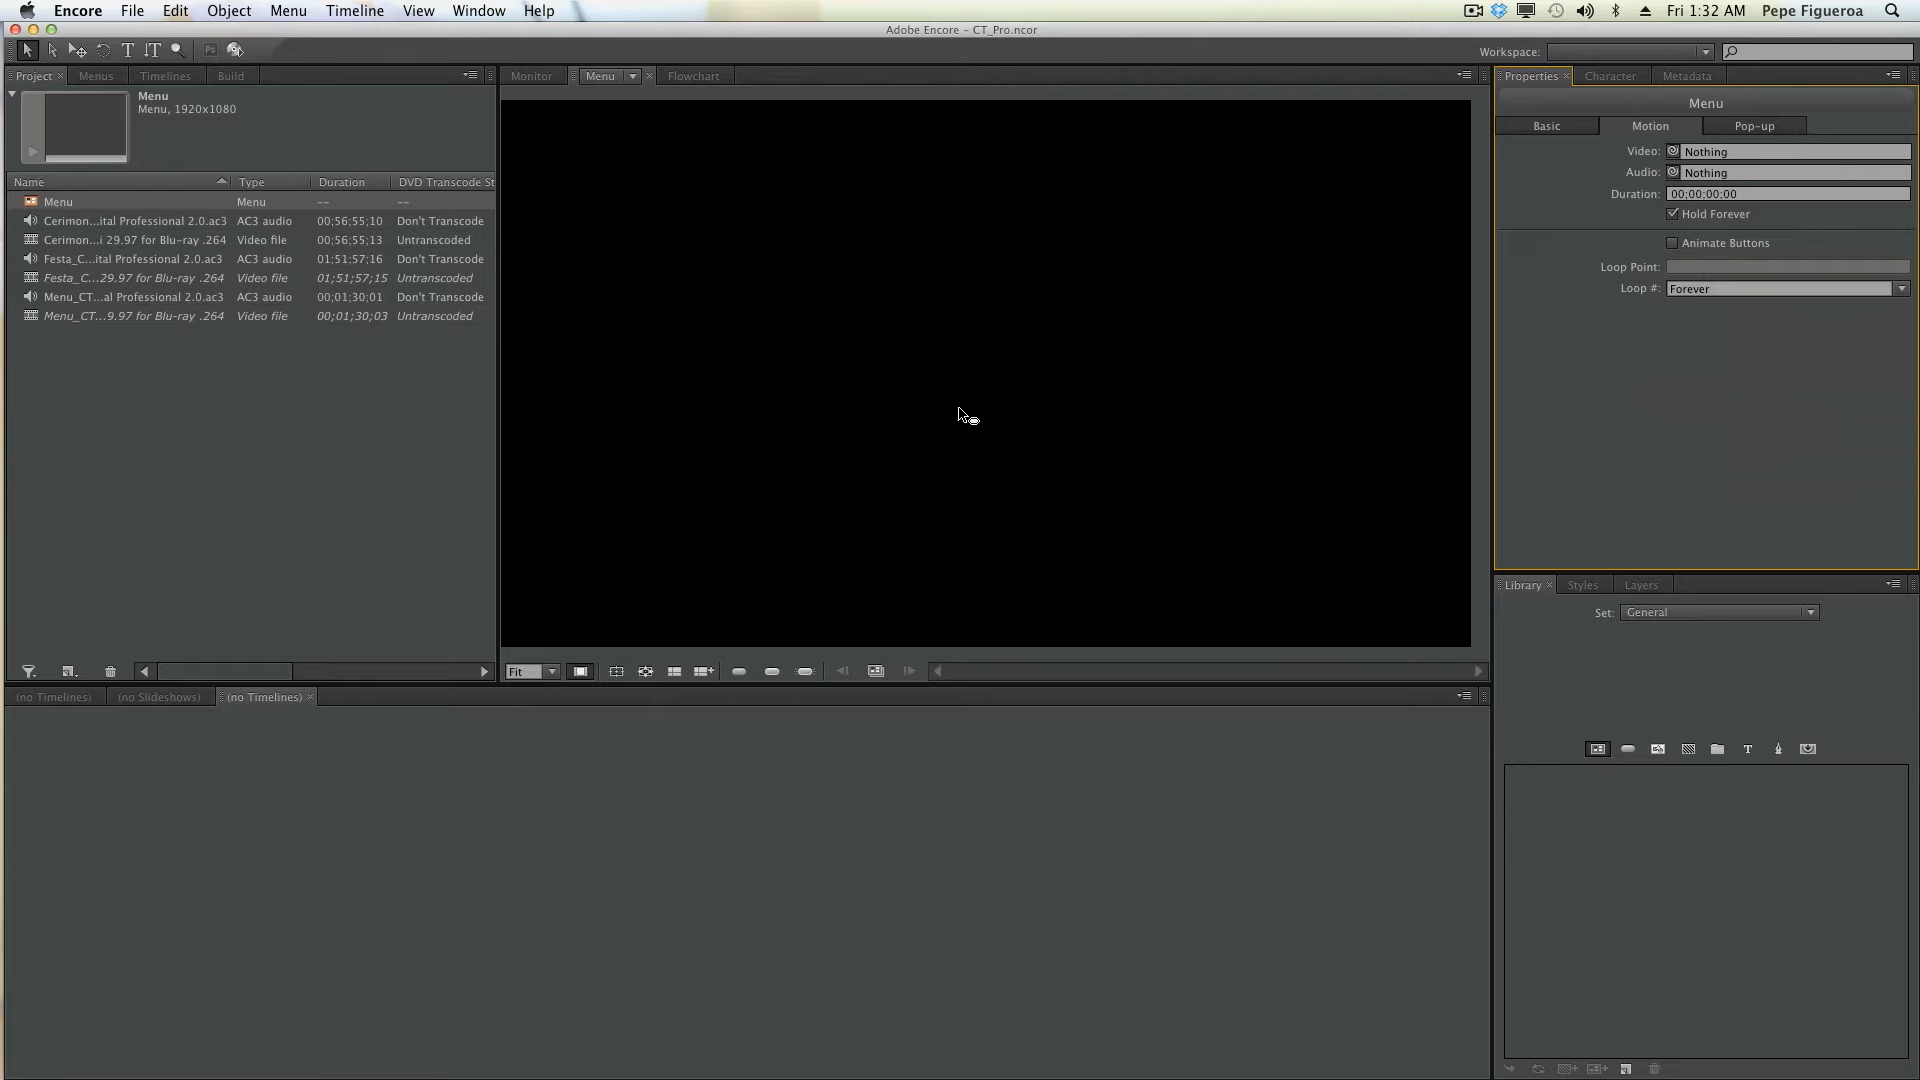 Encore File Edit Object Menu Timeline View Window Help Fri 1:32 AM Pepe Figueroa
Adobe Encore - CT_Pro.ncor
Ps Workspace:
Project Menus Timelines Build Monitor Menu Flowchart Properties Character Metadata
Menu
Menu, 1920x1080
Menu
Basic Motion Pop-up
Video: Nothing
Audio: Nothing
Duration: 00;00;00;00
Hold Forever
Animate Buttons
Loop Point:
Loop #: Forever
Name Type Duration DVD Transcode St
Menu Menu -- --
Cerimon...ital Professional 2.0.ac3 AC3 audio 00;56;55;10 Don't Transcode
Cerimon...i 29.97 for Blu-ray .264 Video file 00;56;55;13 Untranscoded
Festa_C...ital Professional 2.0.ac3 AC3 audio 01;51;57;16 Don't Transcode
Festa_C...29.97 for Blu-ray .264 Video file 01;51;57;15 Untranscoded
Menu_CT...al Professional 2.0.ac3 AC3 audio 00;01;30;01 Don't Transcode
Menu_CT...9.97 for Blu-ray .264 Video file 00;01;30;03 Untranscoded
Fit
Library Styles Layers
Set: General
T
(no Timelines) (no Slideshows) (no Timelines)